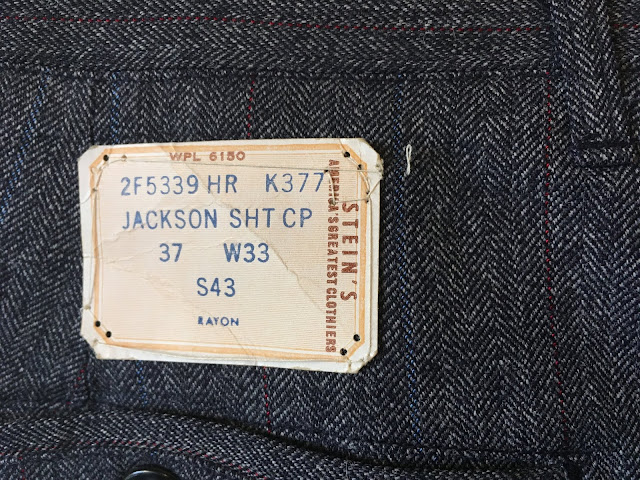 WPL 6150
2F5339 HR K377
JACKSON SHT CP
37 W33
S43
RAYON
STEIN'S
AMERICA'S GREATEST CLOTHIERS